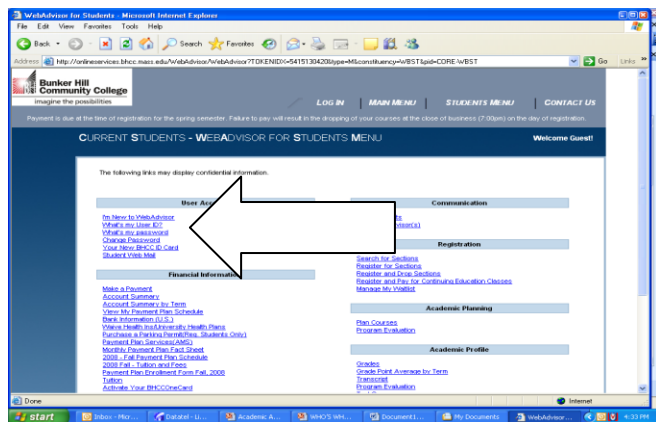 WebAdvisor for Students - Microsoft Internet Explorer
File Edit View Favorites Tools Help
Back Search Favorites
Address http://onlineservices.bhcc.mass.edu/WebAdvisor/WebAdvisor?TOKENIDX=5415130420&type=M&constituency=WBST&pid=CORE-WBST Go Links
Bunker Hill
Community College
imagine the possibilities
LOG IN MAIN MENU STUDENTS MENU CONTACT US
Payment is due at the time of registration for the spring semester. Failure to pay will result in the dropping of your courses at the close of business (7:00pm) on the day of registration.
CURRENT STUDENTS - WEBADVISOR FOR STUDENTS MENU Welcome Guest!
The following links may display confidential information.
User Acc
I'm New to WebAdvisor
What's my User ID?
What's my password
Change Password
Your New BHCC ID Card
Student Web Mail
Financial Information
Make a Payment
Account Summary
Account Summary by Term
View My Payment Plan Schedule
Bank Information (U.S.)
Waive Health Ins/University Health Plans
Purchase a Parking Permit(Reg. Students Only)
Payment Plan Services(AMS)
Monthly Payment Plan Fact Sheet
2008 - Fall Payment Plan Schedule
2008 Fall - Tuition and Fees
Payment Plan Enrollment Form Fall, 2008
Tuition
Activate Your BHCCOneCard
Communication
Registration
Search for Sections
Register for Sections
Register and Drop Sections
Register and Pay for Continuing Education Classes
Manage My Waitlist
Academic Planning
Plan Courses
Program Evaluation
Academic Profile
Grades
Grade Point Average by Term
Transcript
Program Evaluation
Done Internet
start Inbox - Micr... Datatel - Li... Academic A... WHO'S WH... Document1... My Documents WebAdvisor... 4:33 PM